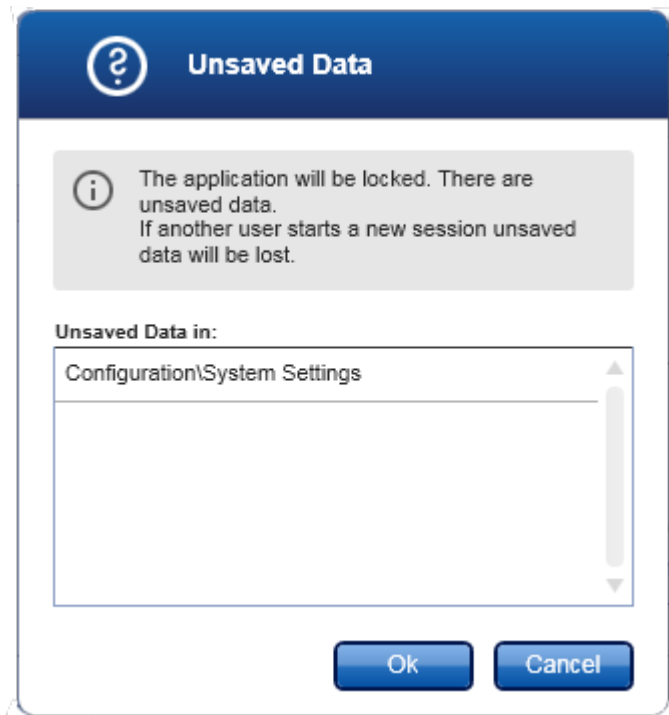 Unsaved Data
The application will be locked. There are
unsaved data.
If another user starts a new session unsaved
data will be lost.
Unsaved Data in:
Configuration\System Settings
Ok
Cancel